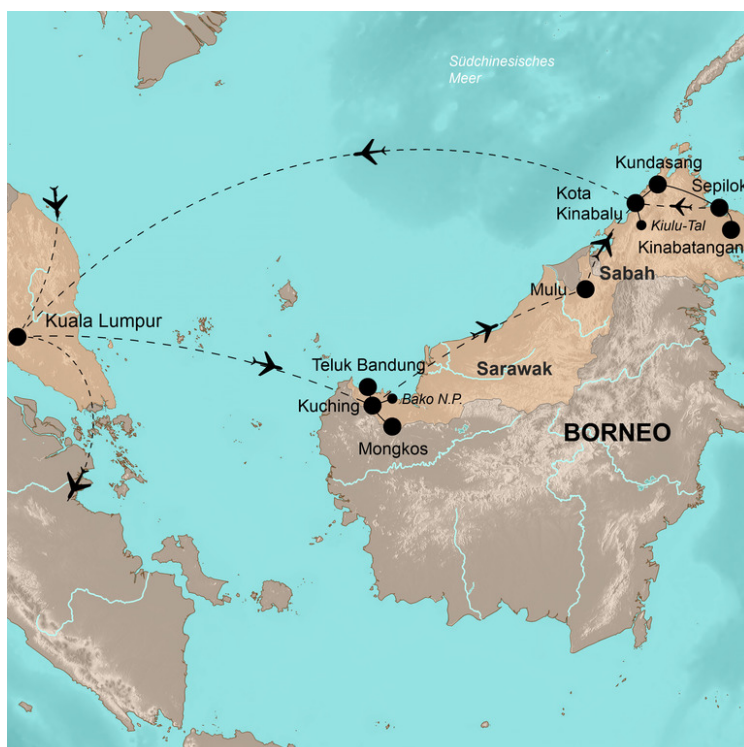 Südchinesisches
Meer
Kundasang
Kota
Kinabalu
Sepilok
Kiulu-Tal
Kinabatangan
Sabah
Mulu
Kuala Lumpur
Teluk Bandung
Sarawak
Bako N.P.
Kuching
Mongkos
BORNEO